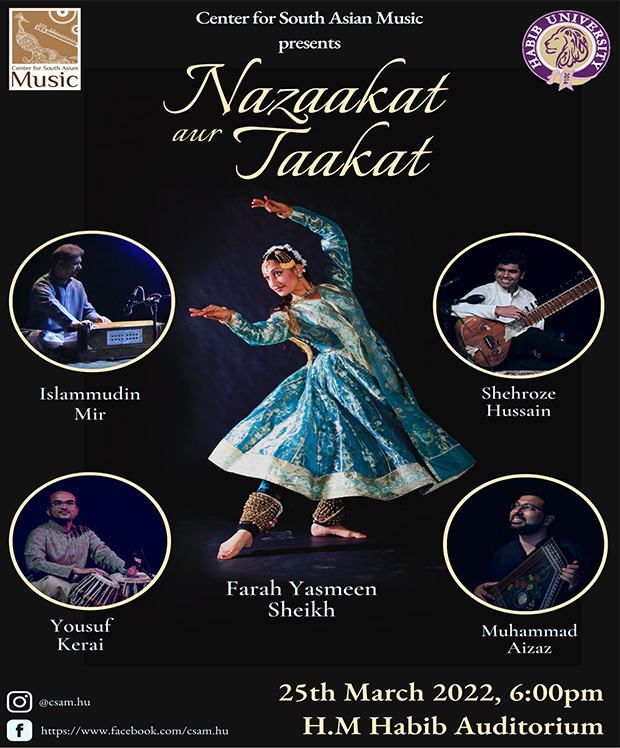 Center for South Asian Music
presents
Center for South Asian
Music
HABIB UNIVERSITY
2014
Nazaakat
aur
Taakat
Islammudin
Mir
Shehroze
Hussain
Yousuf
Kerai
Farah Yasmeen
Sheikh
Muhammad
Aizaz
@csam.hu
https://www.facebook.com/csam.hu
25th March 2022, 6:00pm
H.M Habib Auditorium